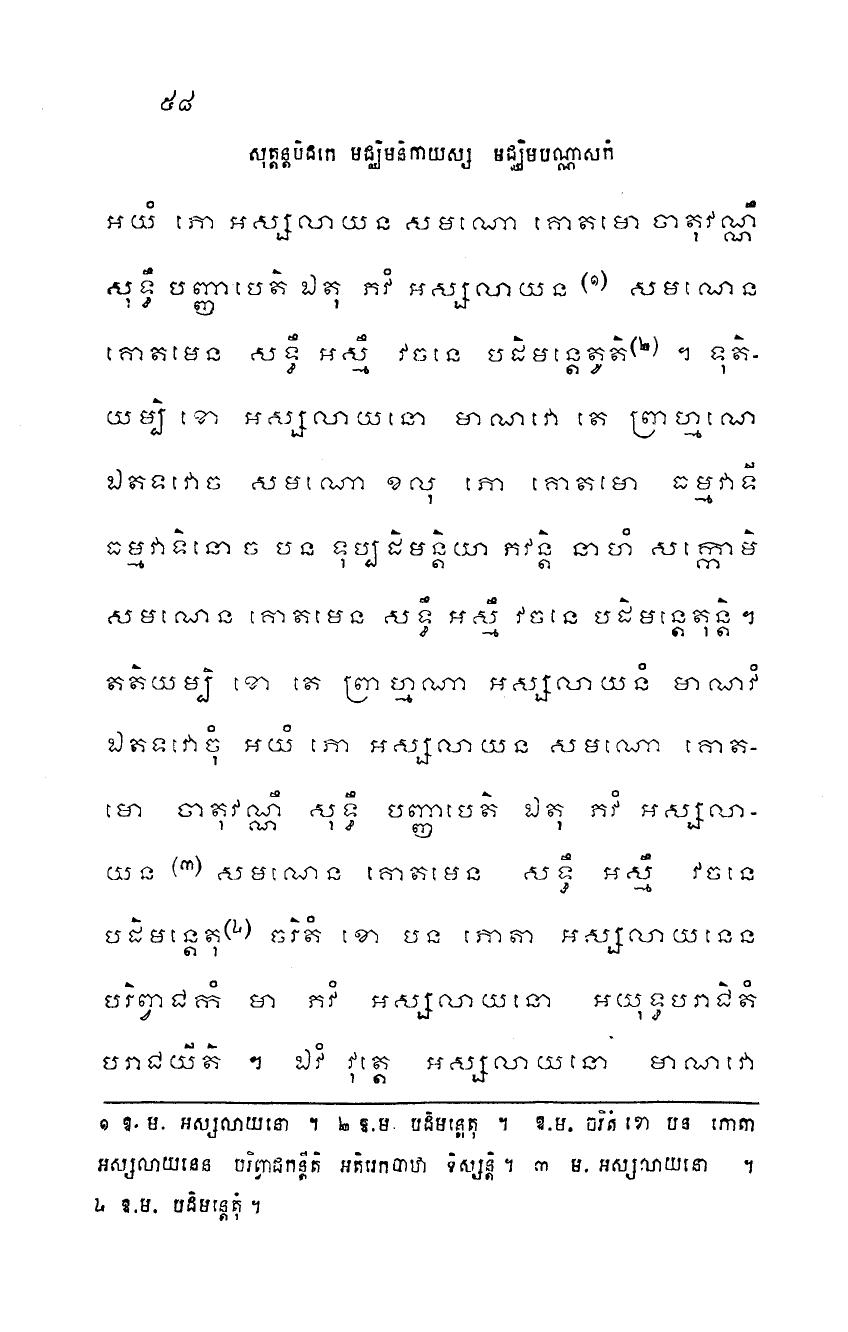 ៥៨
សុត្តន្តបិដកេ មជ្ឈិមនិកាយស្ស មជ្ឈិមបណ្ណាសកំ
អយំ ភោ អស្សលាយន សមណោ គោតមោ ចាតុវណ្ណឹ
សុទ្ធឹ បញ្ញាបេតិ ឯតុ ភវំ អស្សលាយន (១) សមណេន
គោតមេន សទ្ធឹ អស្មឹ វចនេ បដិមន្តេតូតិ(២) ។ ទុតិ-
យម្បិ ខោ អស្សលាយនោ មាណវោ តេ ព្រាហ្មណេ
ឯតទវោច សមណោ ខលុ ភោ គោតមោ ធម្មវាទី
ធម្មវាទិនោ ច បន ទុប្បដិមន្តិយា ភវន្តិ នាហំ សក្កោមិ
សមណេន គោតមេន សទ្ធឹ អស្មឹ វចនេ បដិមន្តេតុន្តិ ។
តតិយម្បិ ខោ តេ ព្រាហ្មណា អស្សលាយនំ មាណវំ
ឯតទវោចុំ អយំ ភោ អស្សលាយន សមណោ គោត-
មោ ចាតុវណ្ណឹ សុទ្ធឹ បញ្ញាបេតិ ឯតុ ភវំ អស្សលា-
យន (៣) សមណេន គោតមេន សទ្ធឹ អស្មឹ វចនេ
បដិមន្តេតុ(៤) ចរិតំ ខោ បន ភោតា អស្សលាយនេន
បរិព្វាជកំ មា ភវំ អស្សលាយនោ អយុទ្ធបរាជិតំ
បរាជយីតិ ។ ឯវំ វុត្តេ អស្សលាយនោ មាណវោ
១ ឱ. ម. អស្សលាយនោ ។ ២ ឱ.ម. បដិមន្តេតុ ។ ឱ.ម. ចរិតំ ខោ បន ភោតា
អស្សលាយនេន បរិព្វាជកន្តីតិ អតិរេកបាឋា ទិស្សន្តិ ។ ៣ ម. អស្សលាយនោ ។
៤ ឱ.ម. បដិមន្តេតុំ ។